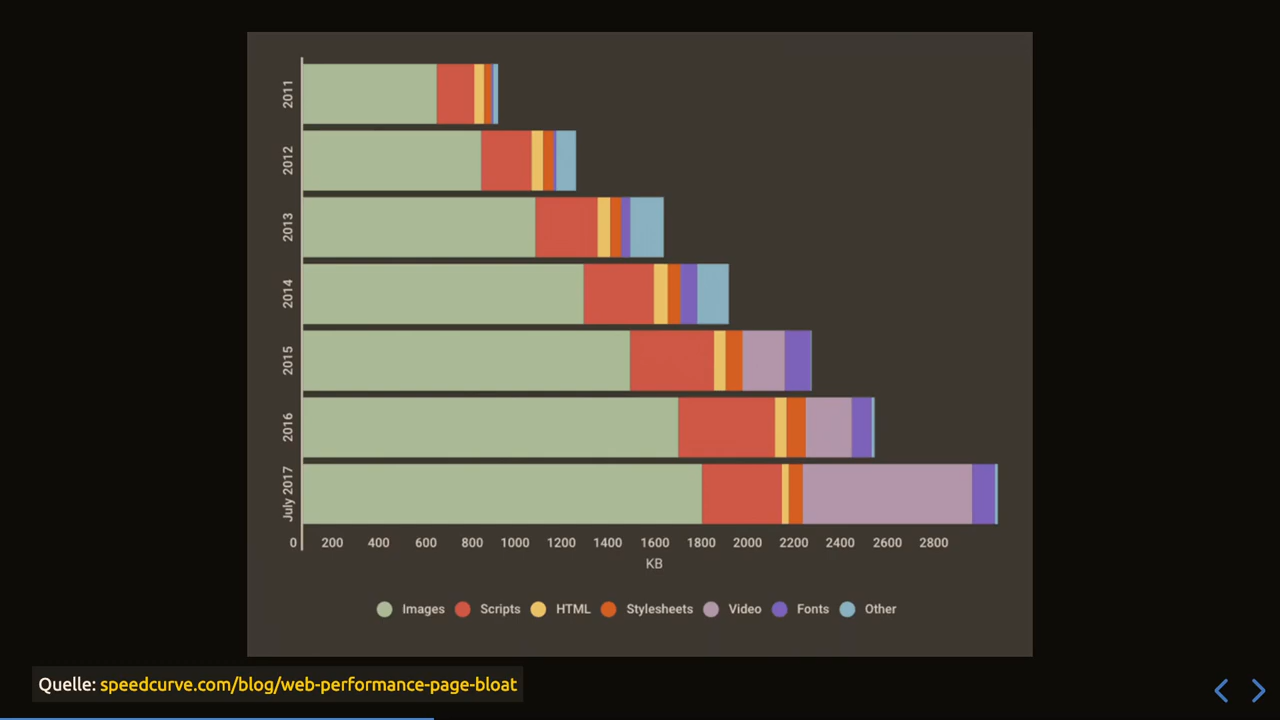 2011
2012
2013
2014
2015
2016
July 2017
0 200 400 600 800 1000 1200 1400 1600 1800 2000 2200 2400 2600 2800
KB
Images Scripts HTML Stylesheets Video Fonts Other
Quelle: speedcurve.com/blog/web-performance-page-bloat